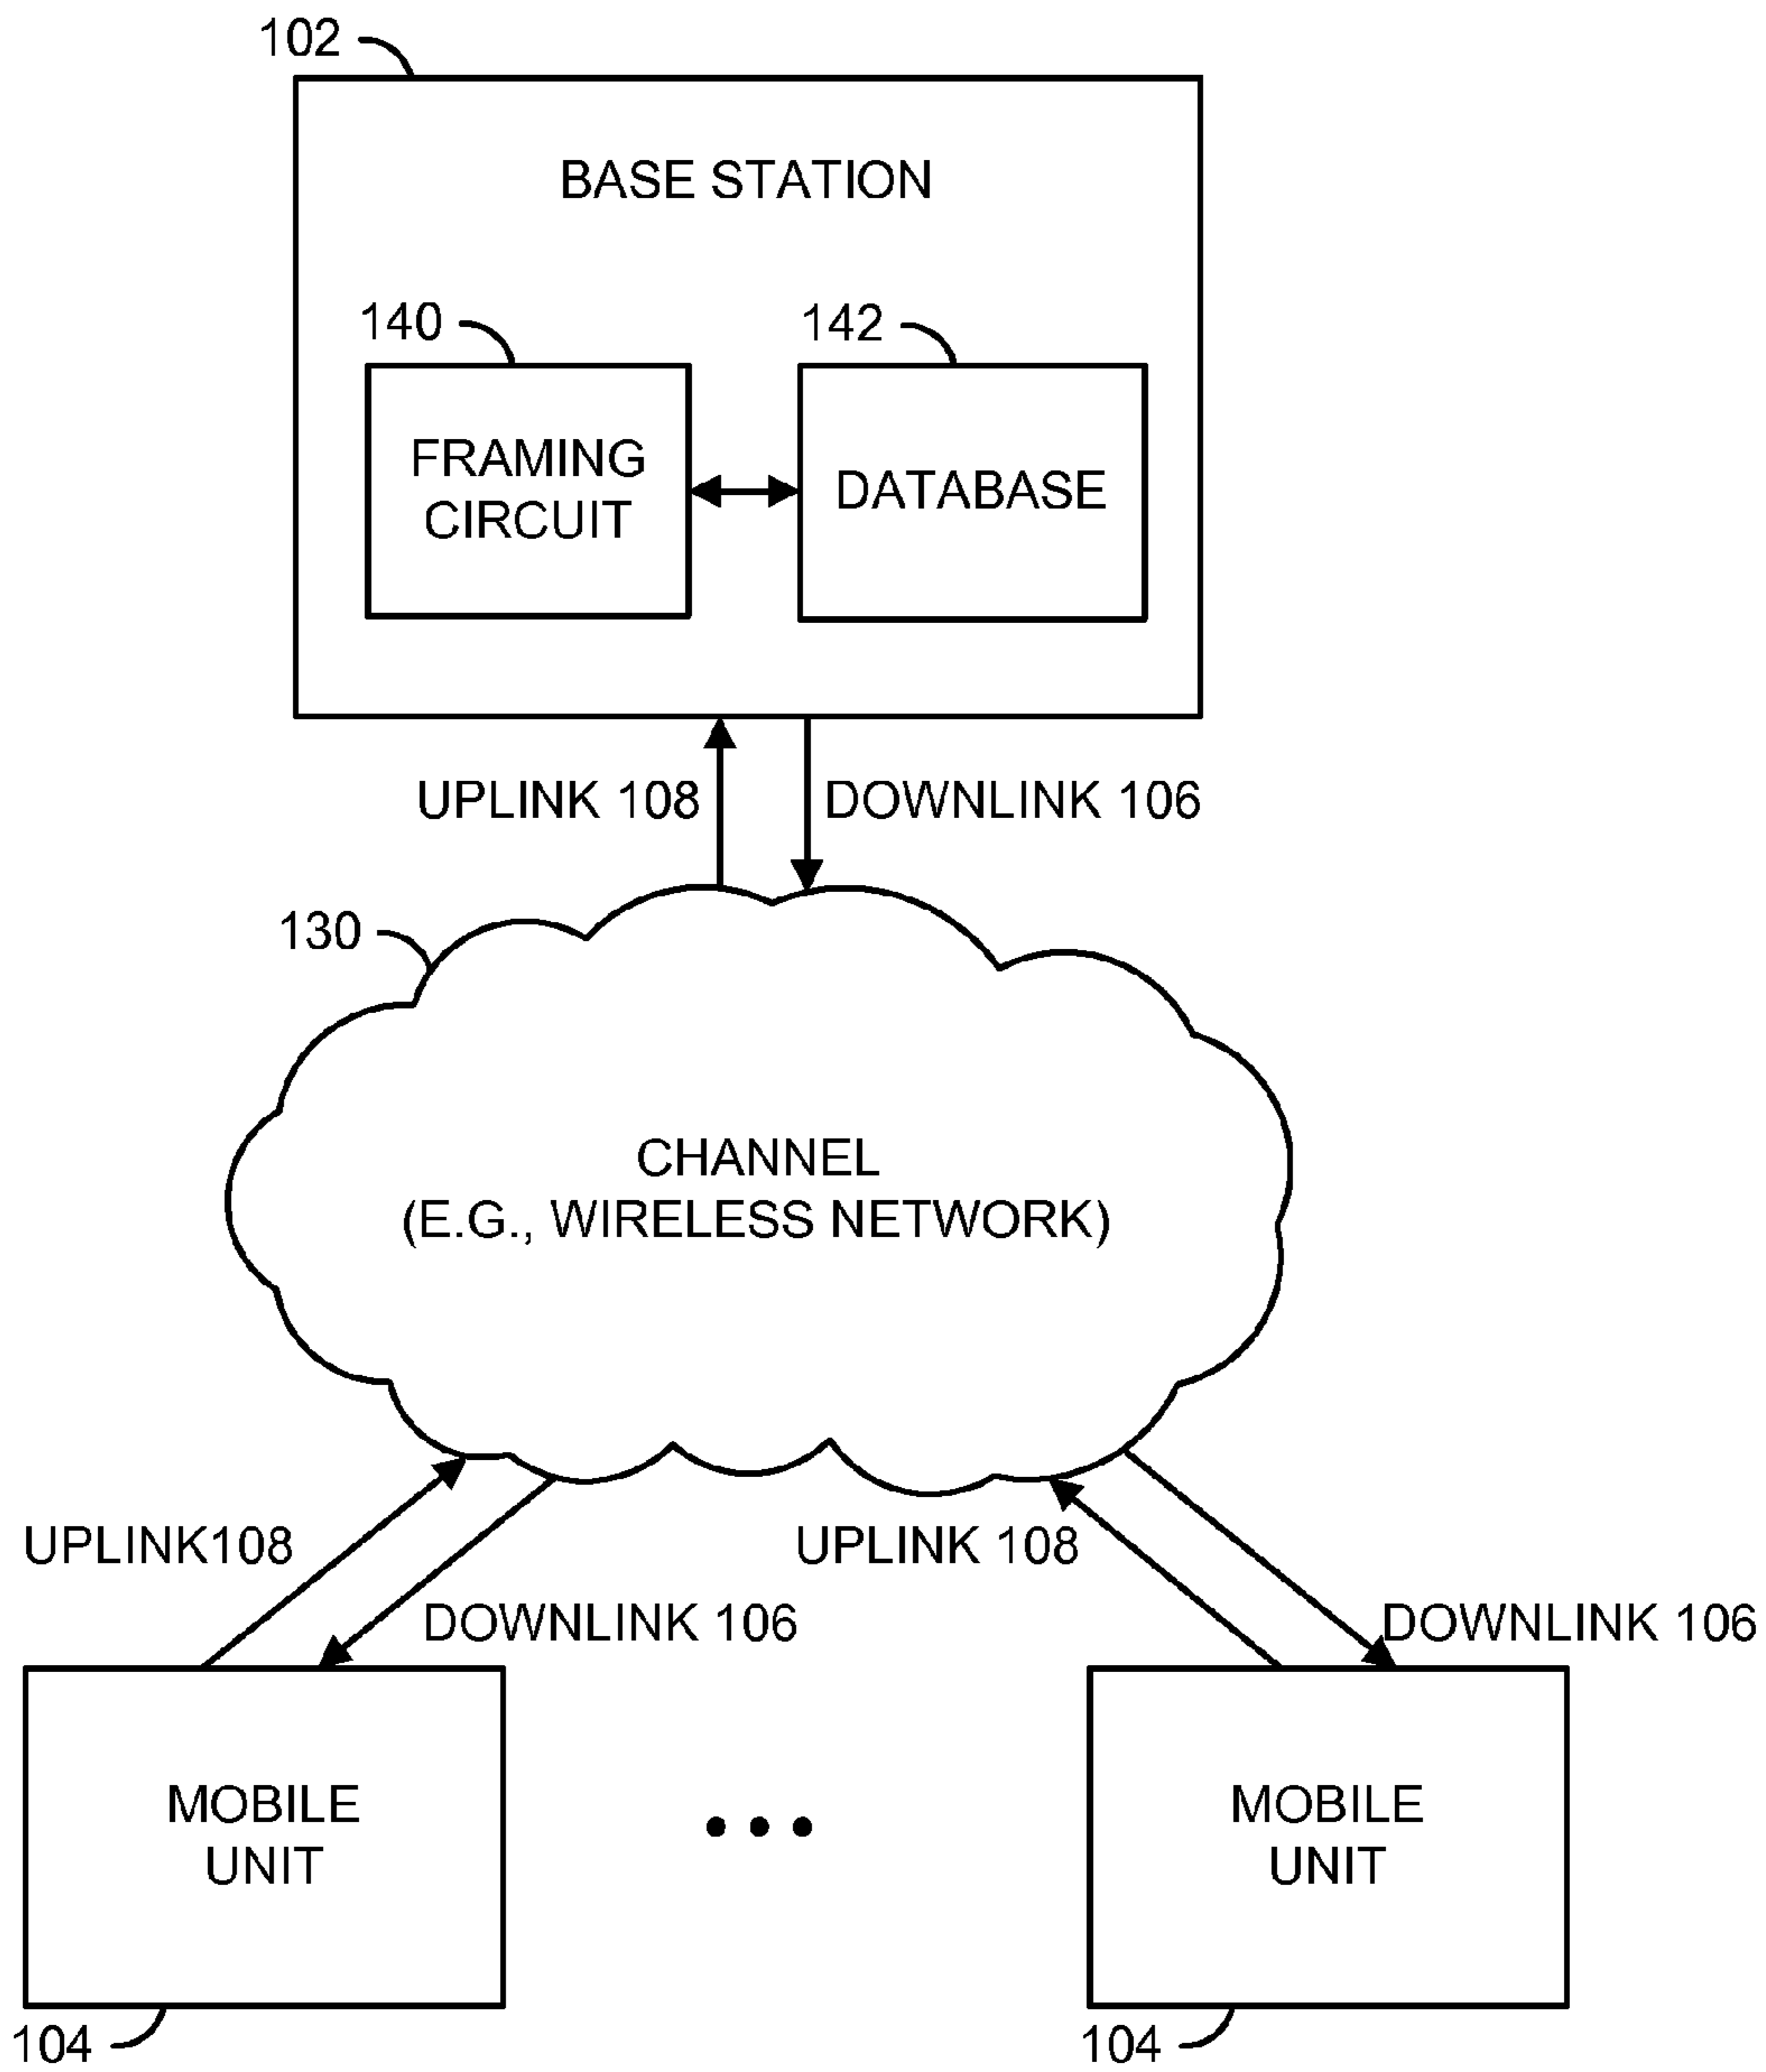 102
BASE STATION
140
142
FRAMING
CIRCUIT
DATABASE
UPLINK 108
DOWNLINK 106
130
CHANNEL
(E.G., WIRELESS NETWORK)
UPLINK108
UPLINK 108
DOWNLINK 106
DOWNLINK 106
MOBILE
UNIT
MOBILE
UNIT
104
104